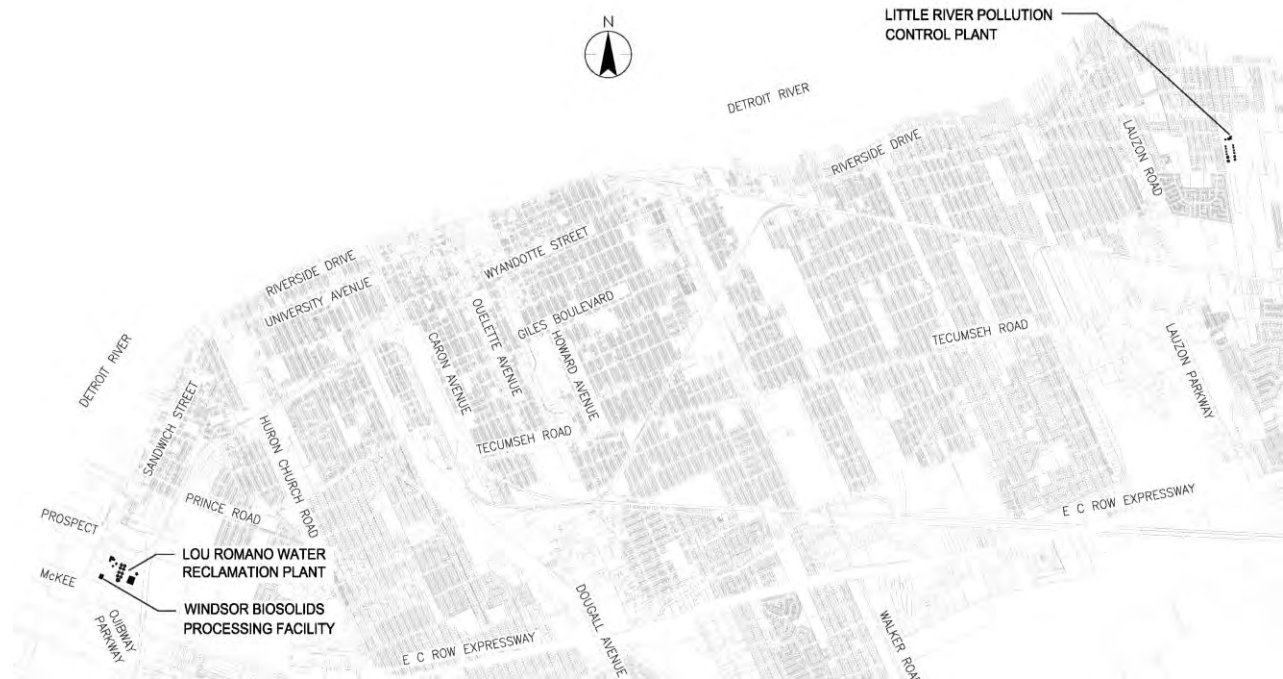 N
LITTLE RIVER POLLUTION
CONTROL PLANT
DETROIT RIVER
RIVERSIDE DRIVE
LAUZON ROAD
WYANDOTTE STREET
RIVERSIDE DRIVE
UNIVERSITY AVENUE
OUELETTE AVENUE
GILES BOULEVARD
HOWARD AVENUE
CARON AVENUE
TECUMSEH ROAD
LAUZON PARKWAY
DETROIT RIVER
SANDWICH STREET
HURON CHURCH ROAD
TECUMSEH ROAD
PRINCE ROAD
E C ROW EXPRESSWAY
PROSPECT
LOU ROMANO WATER
RECLAMATION PLANT
McKEE
WINDSOR BIOSOLIDS
PROCESSING FACILITY
OJIBWAY
PARKWAY
DOUGALL AVENUE
WALKER ROAD
E C ROW EXPRESSWAY